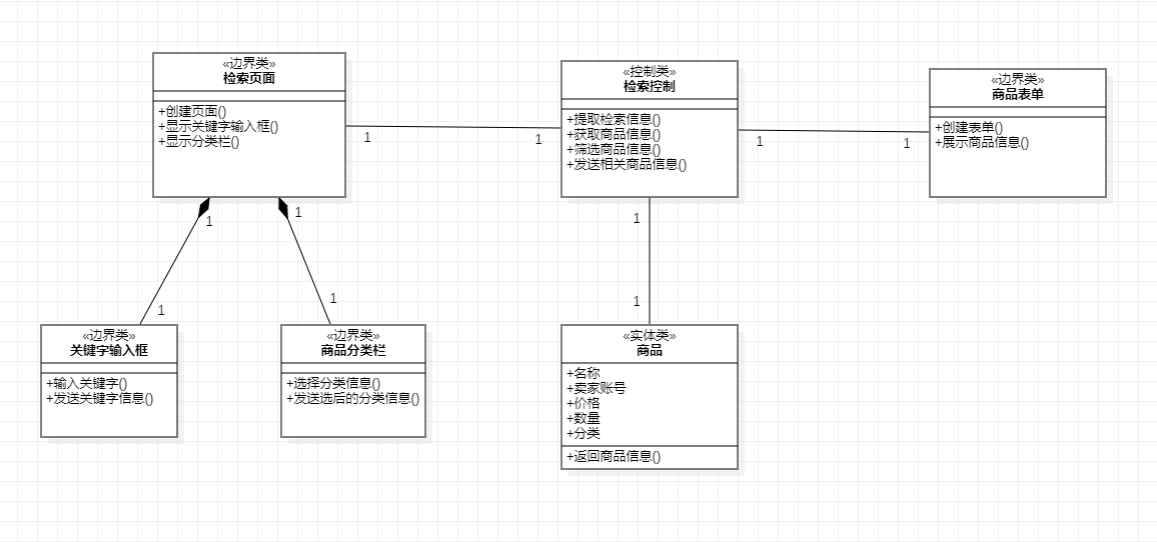 «边界类»
检索页面
+创建页面()
+显示关键字输入框()
+显示分类栏()
1
1
«控制类»
检索控制
+提取检索信息()
+获取商品信息()
+筛选商品信息()
+发送相关商品信息()
1
1
«边界类»
商品表单
+创建表单()
+展示商品信息()
1
1
1
1
1
1
«边界类»
关键字输入框
+输入关键字()
+发送关键字信息()
«边界类»
商品分类栏
+选择分类信息()
+发送选后的分类信息()
«实体类»
商品
+名称
+卖家账号
+价格
+数量
+分类
+返回商品信息()